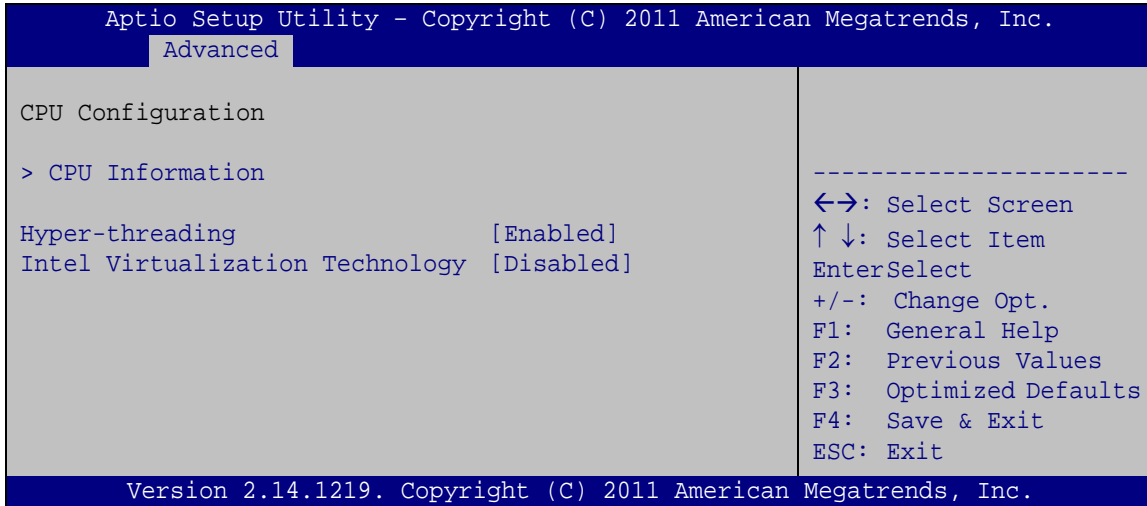 Aptio Setup Utility – Copyright (C) 2011 American Megatrends, Inc.
Advanced
CPU Configuration
> CPU Information
Hyper-threading [Enabled]
Intel Virtualization Technology [Disabled]
----------------------
←→: Select Screen
↑ ↓: Select Item
EnterSelect
+/-: Change Opt.
F1: General Help
F2: Previous Values
F3: Optimized Defaults
F4: Save & Exit
ESC: Exit
Version 2.14.1219. Copyright (C) 2011 American Megatrends, Inc.